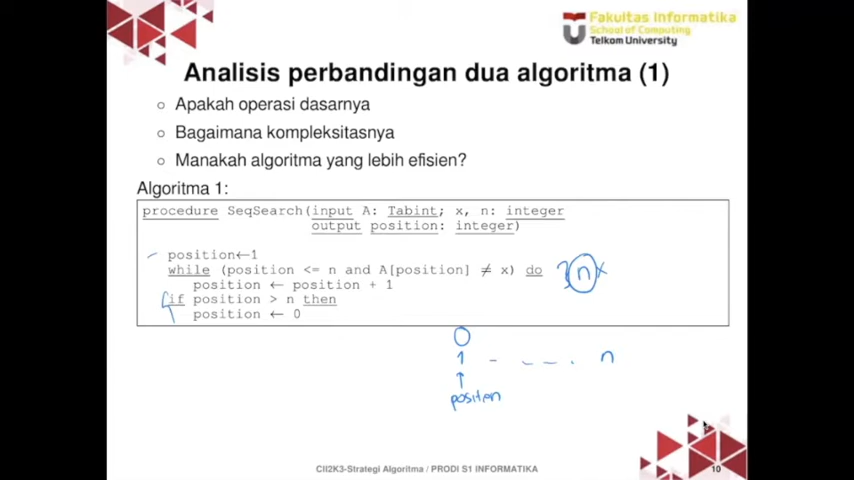 Fakultas Informatika
School of Computing
Telkom University
Analisis perbandingan dua algoritma (1)
Apakah operasi dasarnya
Bagaimana kompleksitasnya
Manakah algoritma yang lebih efisien?
Algoritma 1:
procedure SeqSearch(input A: Tabint; x, n: integer
output position: integer)
position←1
while (position <= n and A[position] ≠ x) do
position ← position + 1
if position > n then
position ← 0
n x
0
1 - - - . n
↑
position
CII2K3-Strategi Algoritma / PRODI S1 INFORMATIKA
10